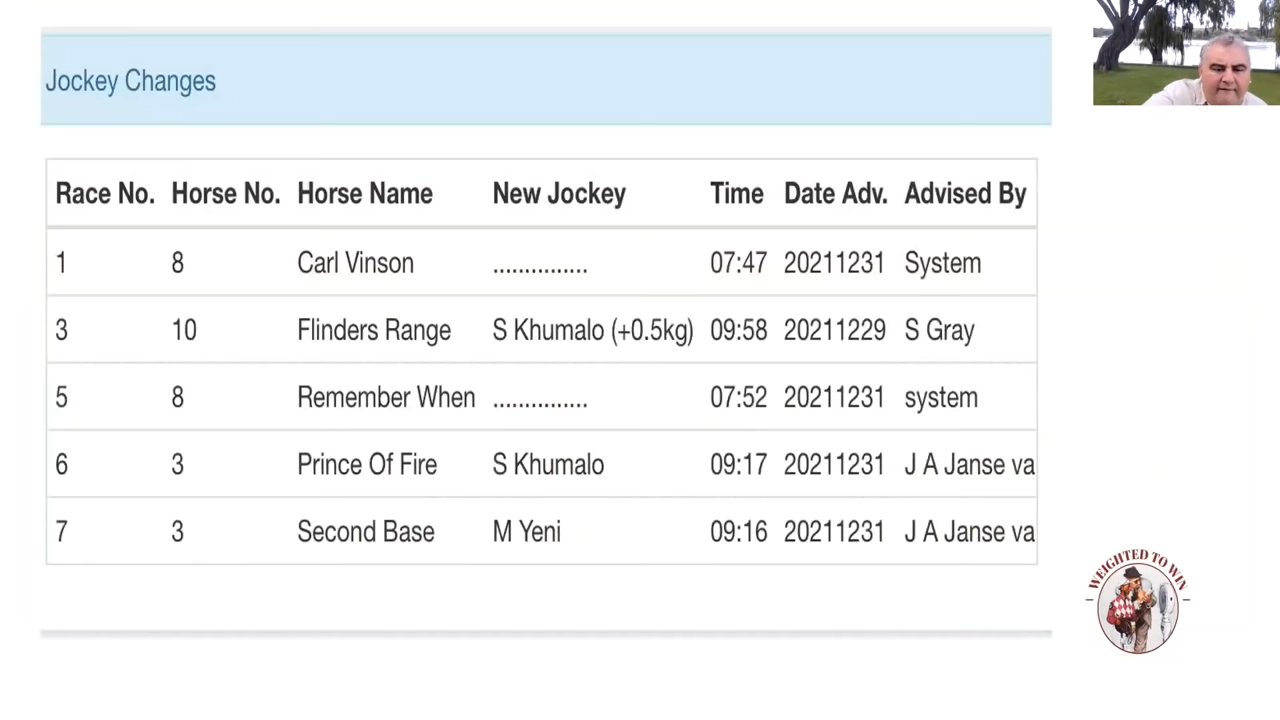 Jockey Changes
Race No. Horse No. Horse Name New Jockey Time Date Adv. Advised By
1 8 Carl Vinson ............... 07:47 20211231 System
3 10 Flinders Range S Khumalo (+0.5kg) 09:58 20211229 S Gray
5 8 Remember When ............... 07:52 20211231 system
6 3 Prince Of Fire S Khumalo 09:17 20211231 J A Janse va
7 3 Second Base M Yeni 09:16 20211231 J A Janse va
WEIGHTED TO WIN